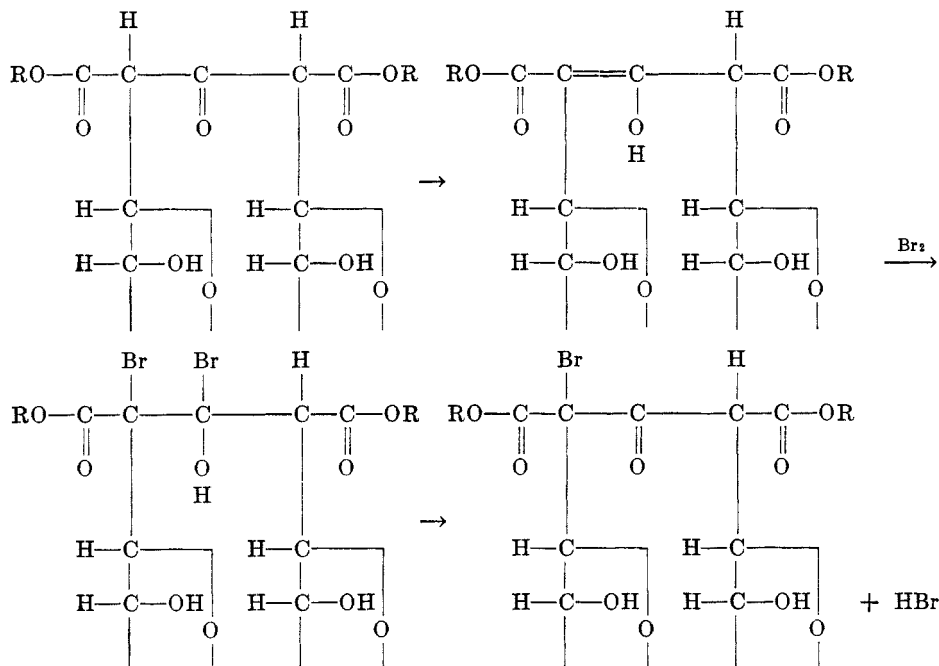 H H H
RO—C—C—C—C—C—OR RO—C—C=C—C—C—OR
O O O O O O
H
H—C H—C H—C H—C
H—C—OH H—C—OH → H—C—OH H—C—OH Br₂
O O O O
Br Br H Br H
RO—C—C—C—C—C—OR RO—C—C—C—C—C—OR
O O O O O O
H
H—C H—C H—C H—C
H—C—OH H—C—OH → H—C—OH H—C—OH + HBr
O O O O